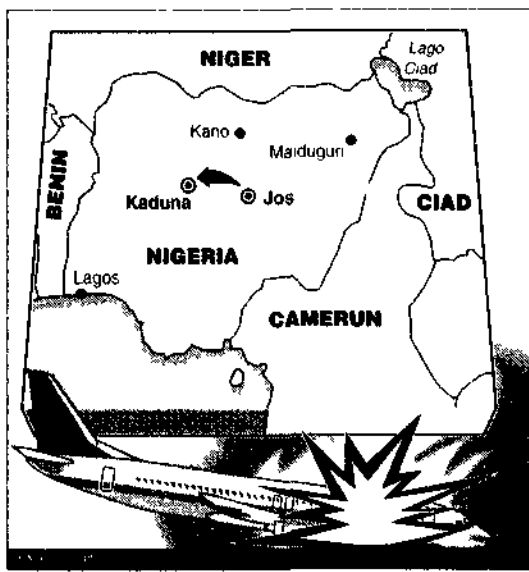 NIGER
Lago
Ciad
Kano
Maiduguri
BENIN
Kaduna
Jos
CIAD
NIGERIA
Lagos
CAMERUN